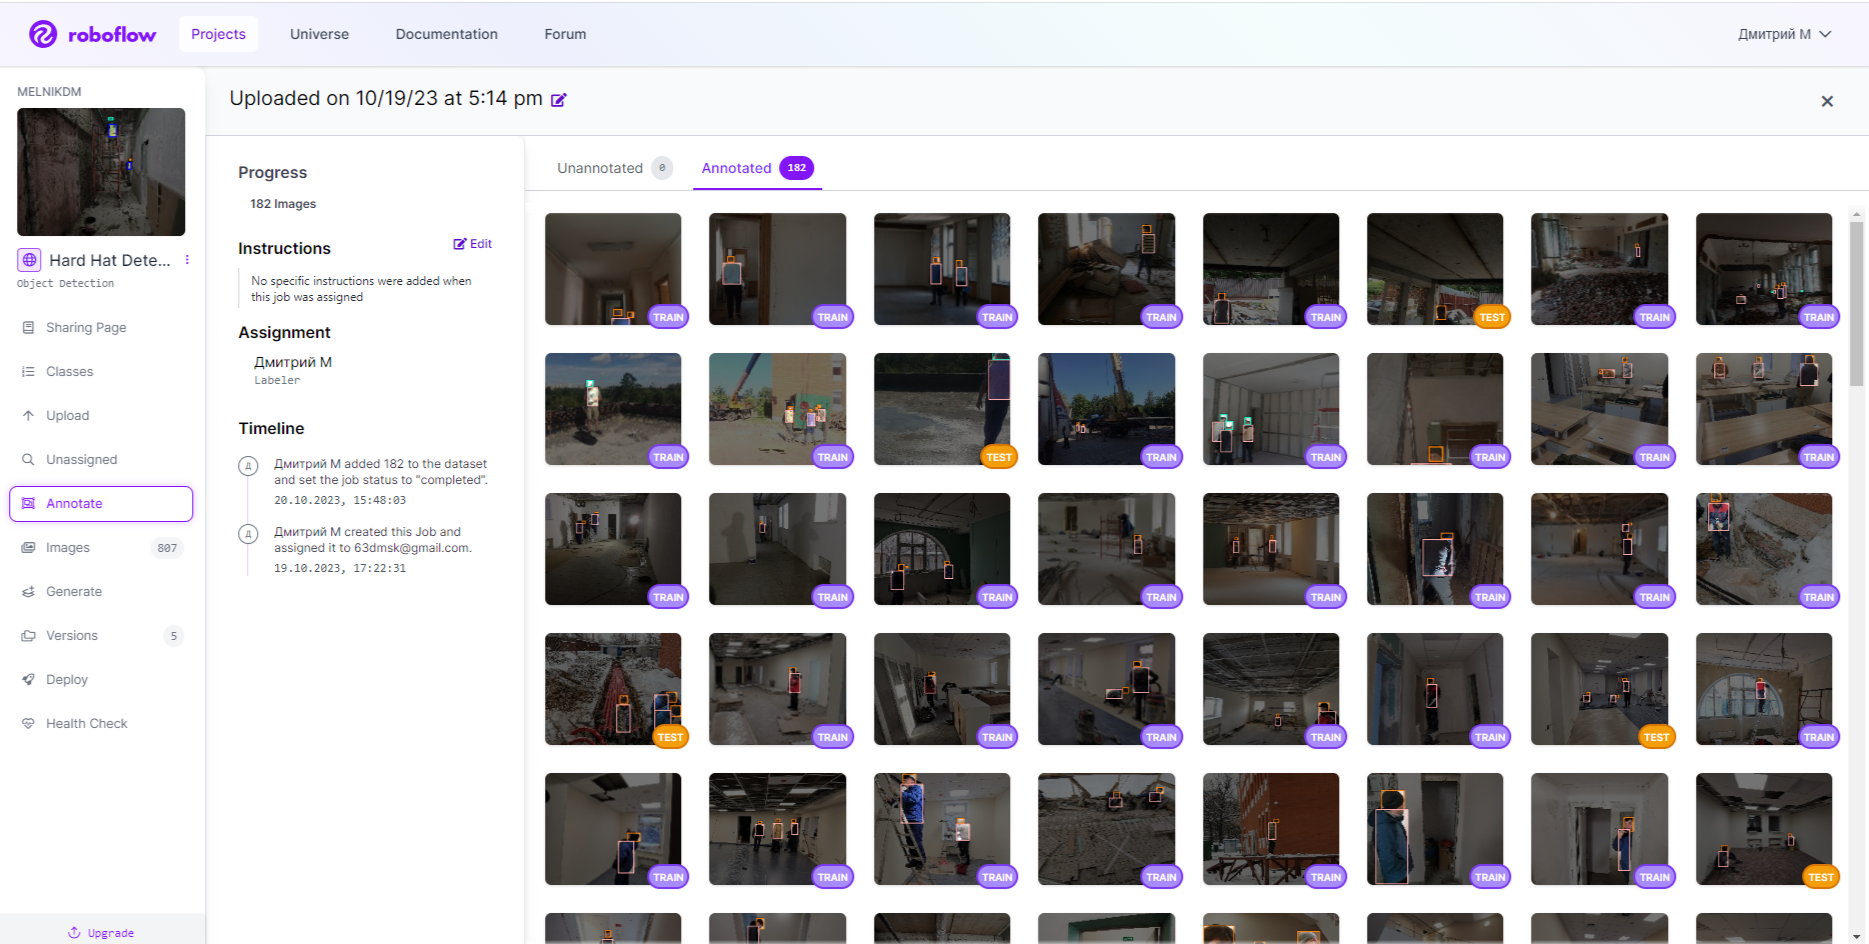 roboflow
Projects
Universe
Documentation
Forum
Дмитрий М
MELNIKDM
Hard Hat Dete...
Object Detection
Sharing Page
Classes
Upload
Unassigned
Annotate
Images 807
Generate
Versions 5
Deploy
Health Check
Upgrade
Uploaded on 10/19/23 at 5:14 pm
Progress
182 Images
Instructions
Edit
No specific instructions were added when
this job was assigned
Assignment
Дмитрий М
Labeler
Timeline
Д
Дмитрий М added 182 to the dataset
and set the job status to "completed".
20.10.2023, 15:48:03
Д
Дмитрий М created this Job and
assigned it to 63dmsk@gmail.com.
19.10.2023, 17:22:31
Unannotated 0
Annotated 182
TRAIN TRAIN TRAIN TRAIN TRAIN TEST TRAIN TRAIN
TRAIN TRAIN TEST TRAIN TRAIN TRAIN TRAIN TRAIN
TRAIN TRAIN TRAIN TRAIN TRAIN TRAIN TRAIN TRAIN
TEST TRAIN TRAIN TRAIN TRAIN TRAIN TEST TRAIN
TRAIN TRAIN TRAIN TRAIN TRAIN TRAIN TRAIN TEST